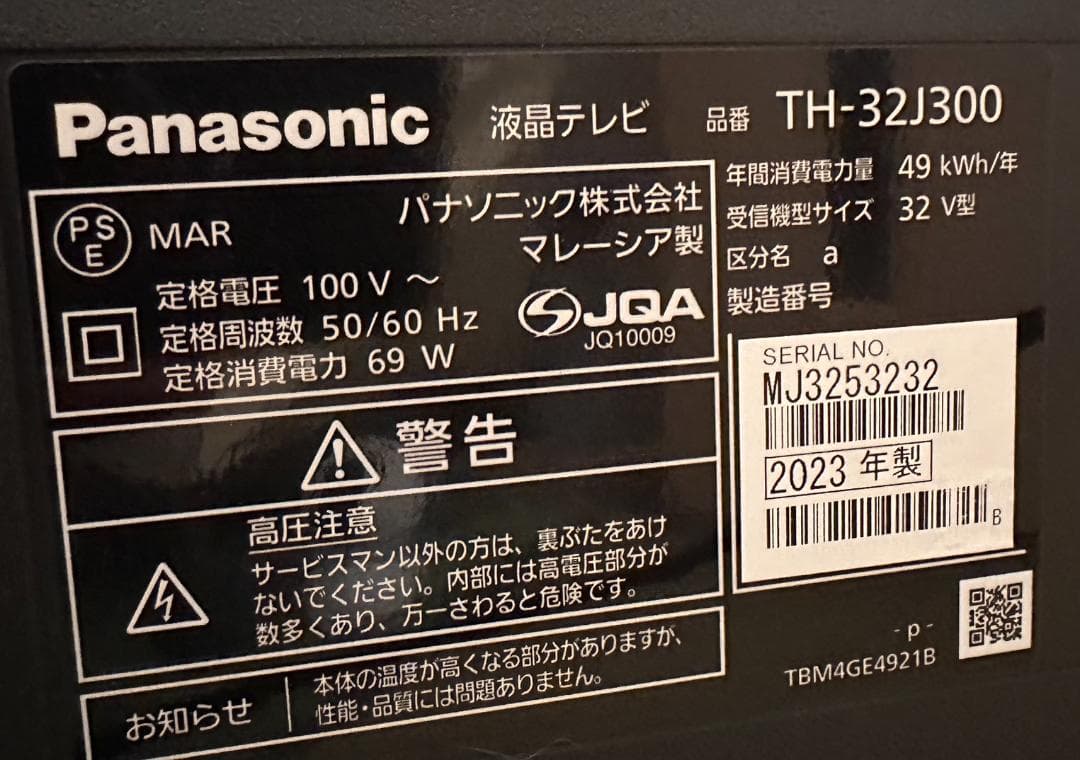 Panasonic 液晶テレビ 品番 TH-32J300
PSE MAR
パナソニック株式会社
マレーシア製
定格電圧 100 V ～
定格周波数 50/60 Hz
定格消費電力 69 W
JQA
JQ10009
年間消費電力量 49 kWh/年
受信機型サイズ 32 V型
区分名 a
製造番号
SERIAL NO.
MJ3253232
2023 年製
B
警告
高圧注意
サービスマン以外の方は、裏ぶたをあけ
ないでください。内部には高電圧部分が
数多くあり、万一さわると危険です。
お知らせ
本体の温度が高くなる部分がありますが、
性能・品質には問題ありません。
- p -
TBM4GE4921B